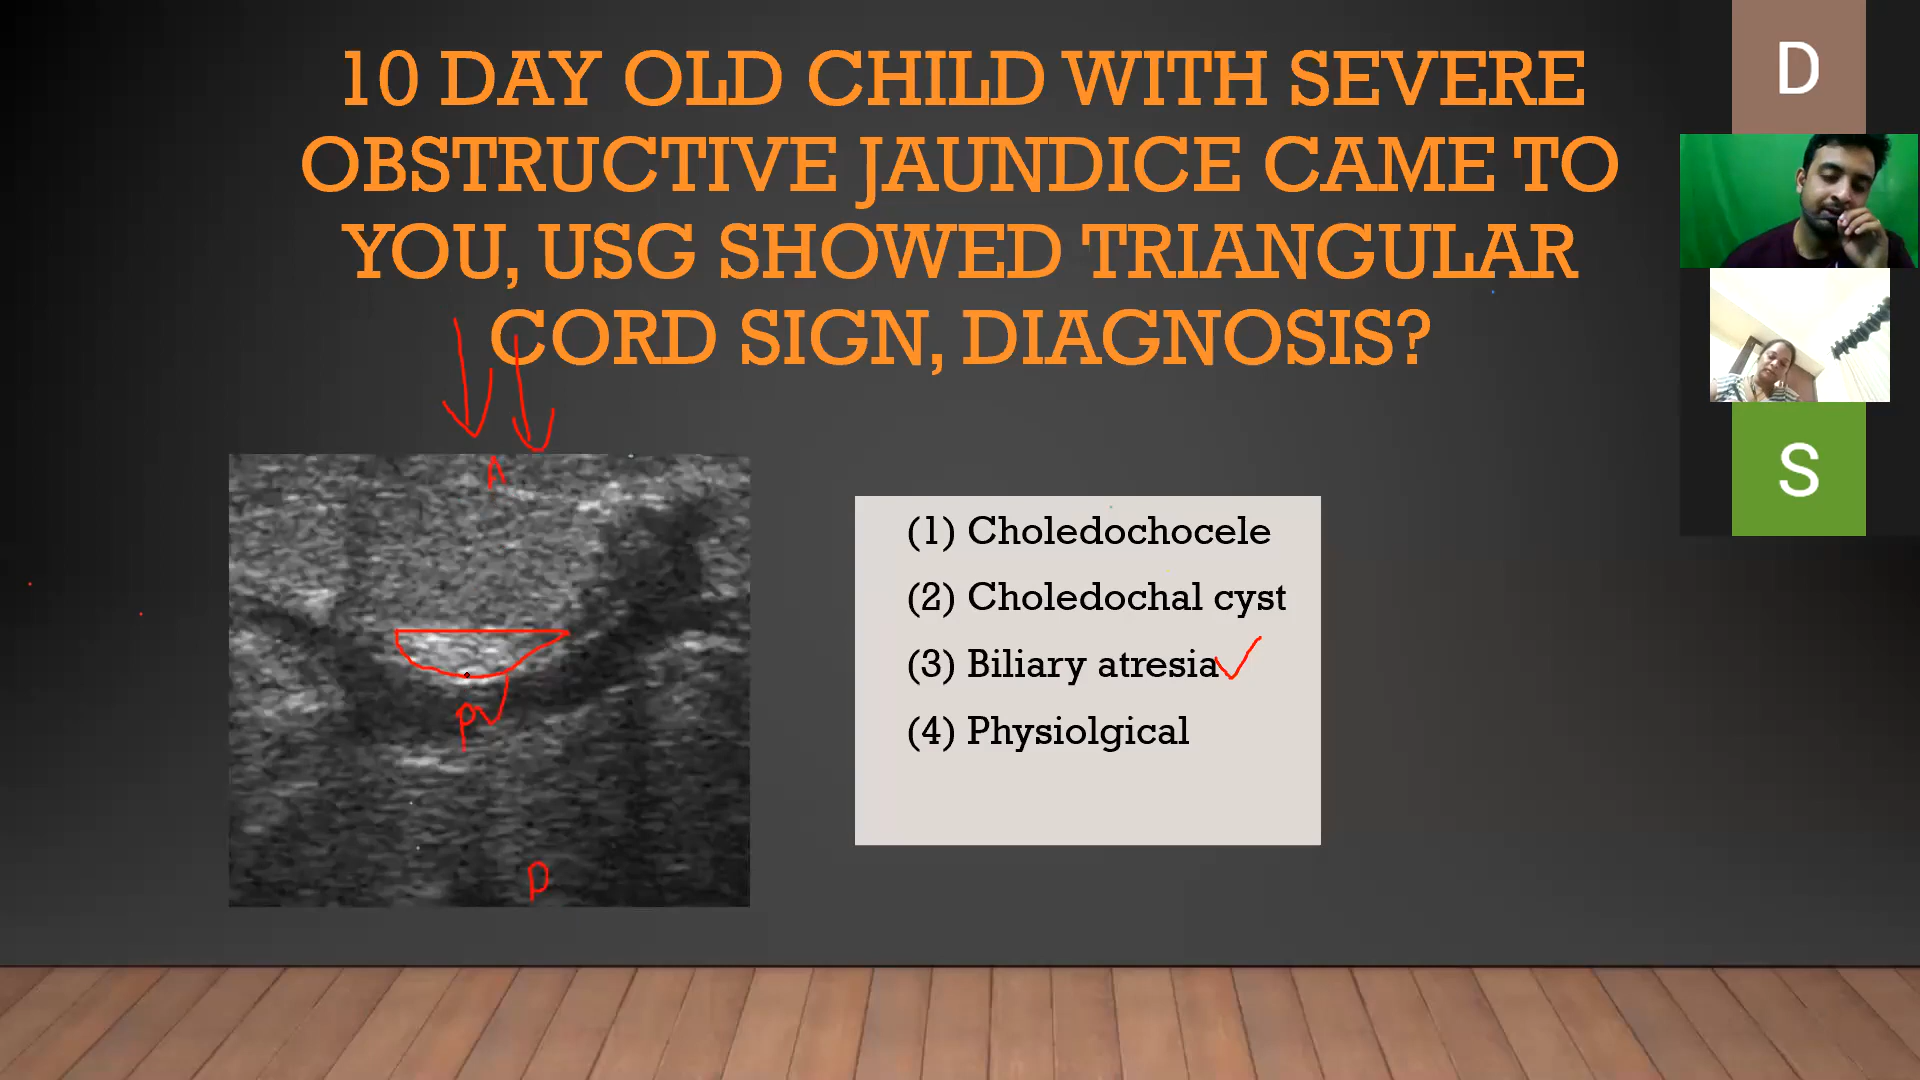 10 DAY OLD CHILD WITH SEVERE
OBSTRUCTIVE JAUNDICE CAME TO
YOU, USG SHOWED TRIANGULAR
CORD SIGN, DIAGNOSIS?
A
PV
P
(1) Choledochocele
(2) Choledochal cyst
(3) Biliary atresia
(4) Physiolgical
D
S